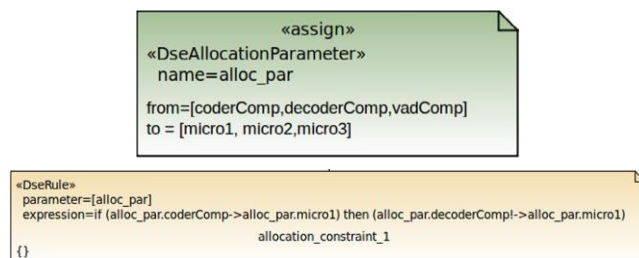 «assign»
«DseAllocationParameter»
name=alloc_par
from=[coderComp,decoderComp,vadComp]
to = [micro1, micro2,micro3]
«DseRule»
parameter=[alloc_par]
expression=if (alloc_par.coderComp->alloc_par.micro1) then (alloc_par.decoderComp!->alloc_par.micro1)
allocation_constraint_1
{}